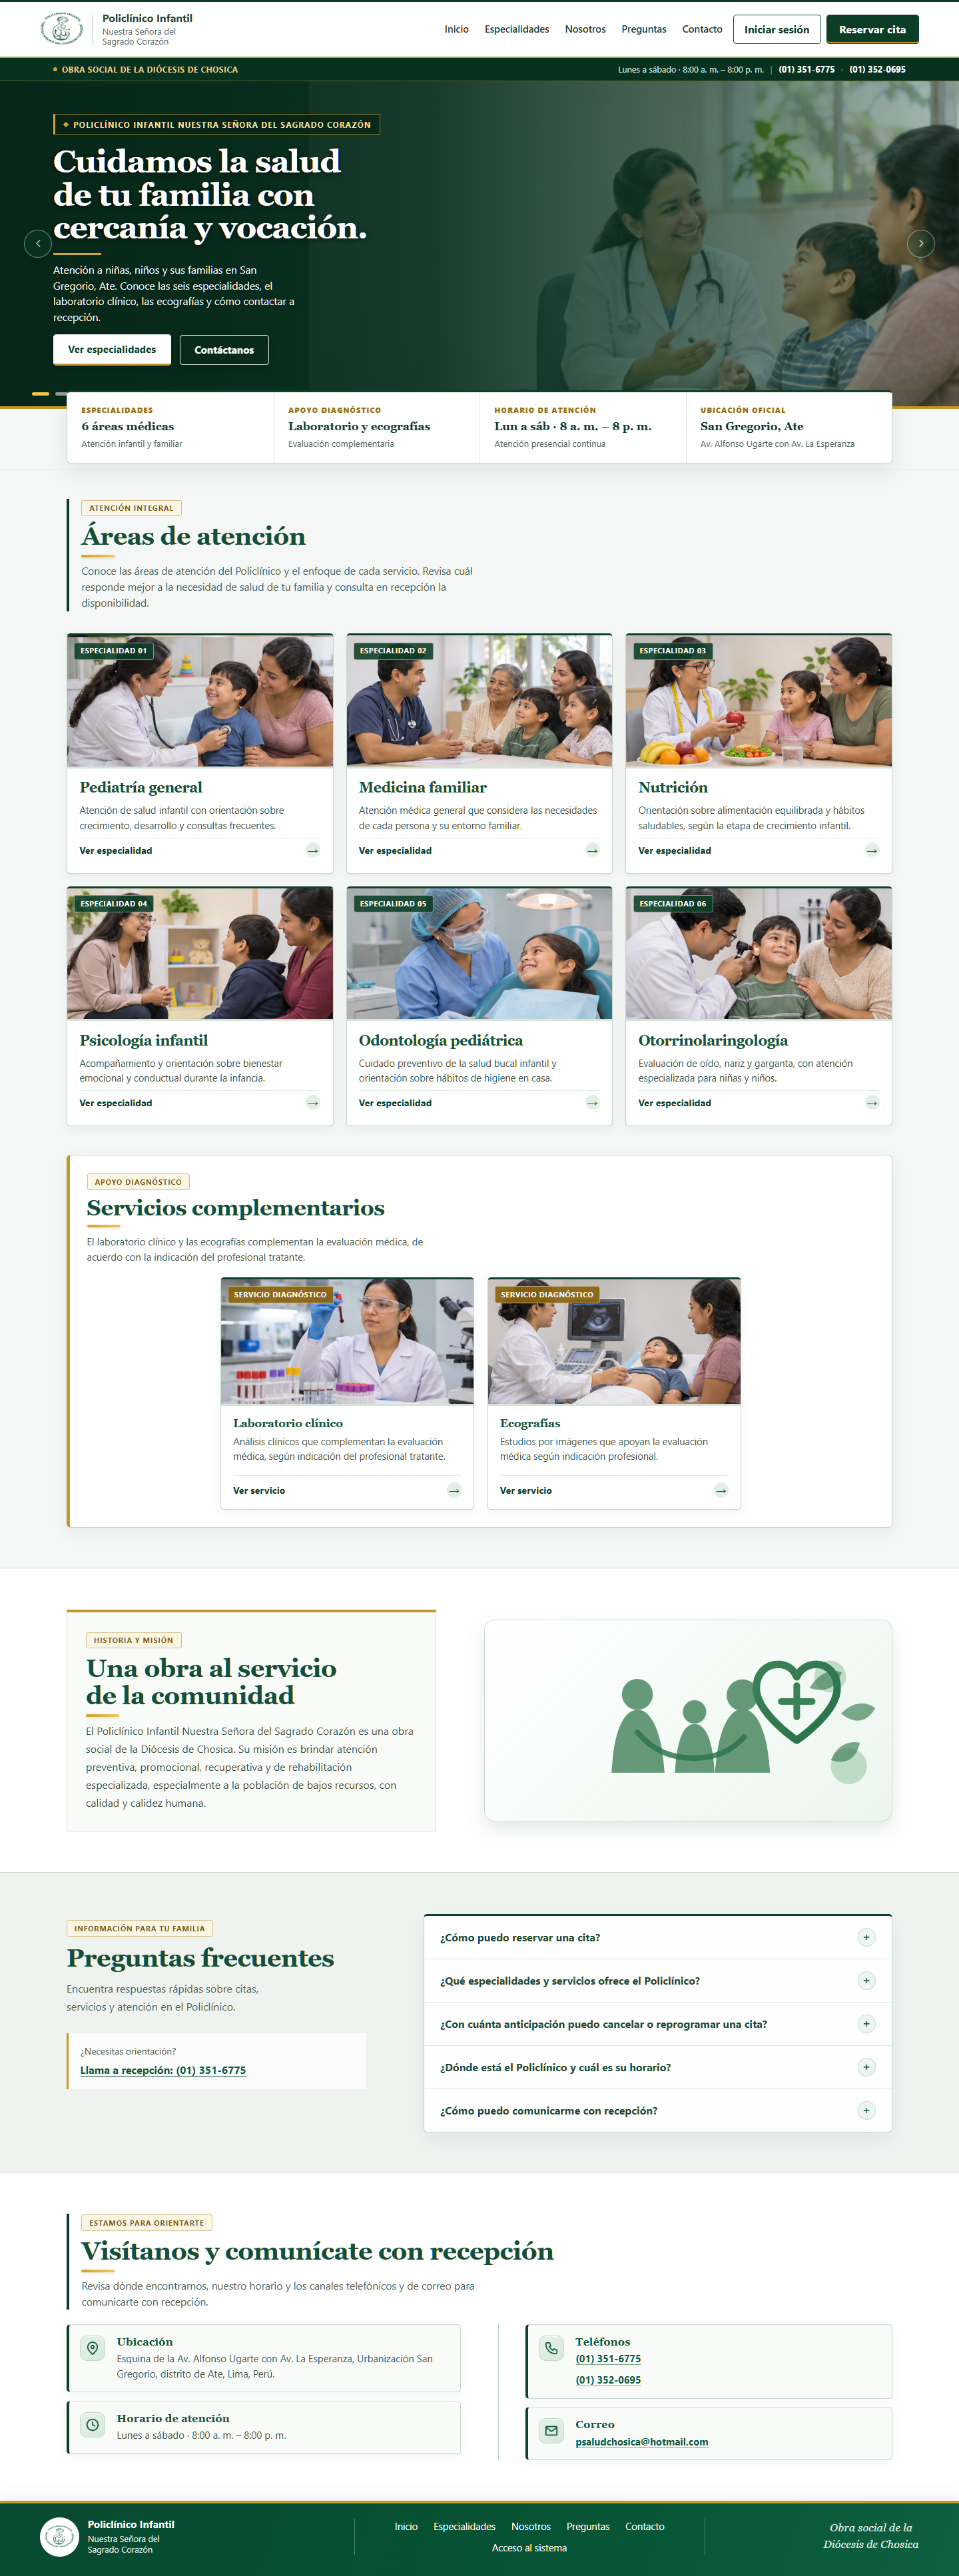 Policlínico Infantil
Nuestra Señora del
Sagrado Corazón
Inicio
Especialidades
Nosotros
Preguntas
Contacto
Iniciar sesión
Reservar cita
OBRA SOCIAL DE LA DIÓCESIS DE CHOSICA
Lunes a sábado · 8:00 a. m. – 8:00 p. m. | (01) 351-6775 · (01) 352-0695
POLICLÍNICO INFANTIL NUESTRA SEÑORA DEL SAGRADO CORAZÓN
Cuidamos la salud
de tu familia con
cercanía y vocación.
Atención a niñas, niños y sus familias en San
Gregorio, Ate. Conoce las seis especialidades, el
laboratorio clínico, las ecografías y cómo contactar a
recepción.
Ver especialidades
Contáctanos
ESPECIALIDADES
6 áreas médicas
Atención infantil y familiar
APOYO DIAGNÓSTICO
Laboratorio y ecografías
Evaluación complementaria
HORARIO DE ATENCIÓN
Lun a sáb · 8 a. m. – 8 p. m.
Atención presencial continua
UBICACIÓN OFICIAL
San Gregorio, Ate
Av. Alfonso Ugarte con Av. La Esperanza
ATENCIÓN INTEGRAL
Áreas de atención
Conoce las áreas de atención del Policlínico y el enfoque de cada servicio. Revisa cuál
responde mejor a la necesidad de salud de tu familia y consulta en recepción la
disponibilidad.
ESPECIALIDAD 01
Pediatría general
Atención de salud infantil con orientación sobre
crecimiento, desarrollo y consultas frecuentes.
Ver especialidad →
ESPECIALIDAD 02
Medicina familiar
Atención médica general que considera las necesidades
de cada persona y su entorno familiar.
Ver especialidad →
ESPECIALIDAD 03
Nutrición
Orientación sobre alimentación equilibrada y hábitos
saludables, según la etapa de crecimiento infantil.
Ver especialidad →
ESPECIALIDAD 04
Psicología infantil
Acompañamiento y orientación sobre bienestar
emocional y conductual durante la infancia.
Ver especialidad →
ESPECIALIDAD 05
Odontología pediátrica
Cuidado preventivo de la salud bucal infantil y
orientación sobre hábitos de higiene en casa.
Ver especialidad →
ESPECIALIDAD 06
Otorrinolaringología
Evaluación de oído, nariz y garganta, con atención
especializada para niñas y niños.
Ver especialidad →
APOYO DIAGNÓSTICO
Servicios complementarios
El laboratorio clínico y las ecografías complementan la evaluación médica, de
acuerdo con la indicación del profesional tratante.
SERVICIO DIAGNÓSTICO
Laboratorio clínico
Análisis clínicos que complementan la evaluación
médica, según indicación del profesional tratante.
Ver servicio →
SERVICIO DIAGNÓSTICO
Ecografías
Estudios por imágenes que apoyan la evaluación
médica según indicación profesional.
Ver servicio →
HISTORIA Y MISIÓN
Una obra al servicio
de la comunidad
El Policlínico Infantil Nuestra Señora del Sagrado Corazón es una obra
social de la Diócesis de Chosica. Su misión es brindar atención
preventiva, promocional, recuperativa y de rehabilitación
especializada, especialmente a la población de bajos recursos, con
calidad y calidez humana.
INFORMACIÓN PARA TU FAMILIA
Preguntas frecuentes
Encuentra respuestas rápidas sobre citas,
servicios y atención en el Policlínico.
¿Necesitas orientación?
Llama a recepción: (01) 351-6775
¿Cómo puedo reservar una cita? +
¿Qué especialidades y servicios ofrece el Policlínico? +
¿Con cuánta anticipación puedo cancelar o reprogramar una cita? +
¿Dónde está el Policlínico y cuál es su horario? +
¿Cómo puedo comunicarme con recepción? +
ESTAMOS PARA ORIENTARTE
Visítanos y comunícate con recepción
Revisa dónde encontrarnos, nuestro horario y los canales telefónicos y de correo para
comunicarte con recepción.
Ubicación
Esquina de la Av. Alfonso Ugarte con Av. La Esperanza, Urbanización San
Gregorio, distrito de Ate, Lima, Perú.
Horario de atención
Lunes a sábado · 8:00 a. m. – 8:00 p. m.
Teléfonos
(01) 351-6775
(01) 352-0695
Correo
psaludchosica@hotmail.com
Policlínico Infantil
Nuestra Señora del
Sagrado Corazón
Inicio
Especialidades
Nosotros
Preguntas
Contacto
Acceso al sistema
Obra social de la
Diócesis de Chosica